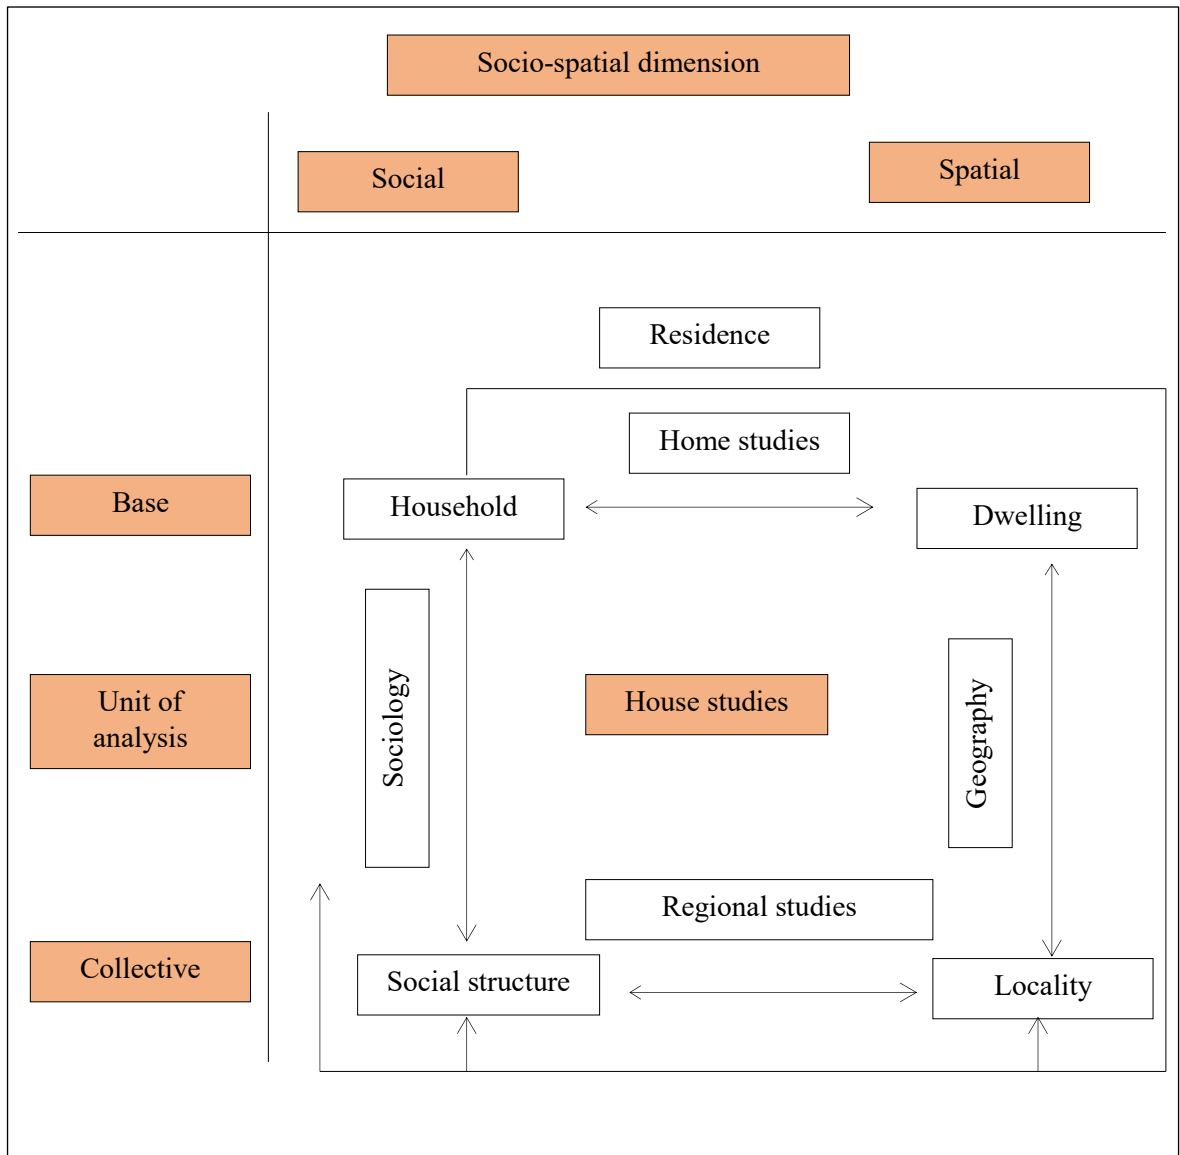 Socio-spatial dimension
Social
Spatial
Residence
Home studies
Base
Household
Dwelling
Sociology
Unit of
analysis
House studies
Geography
Regional studies
Collective
Social structure
Locality